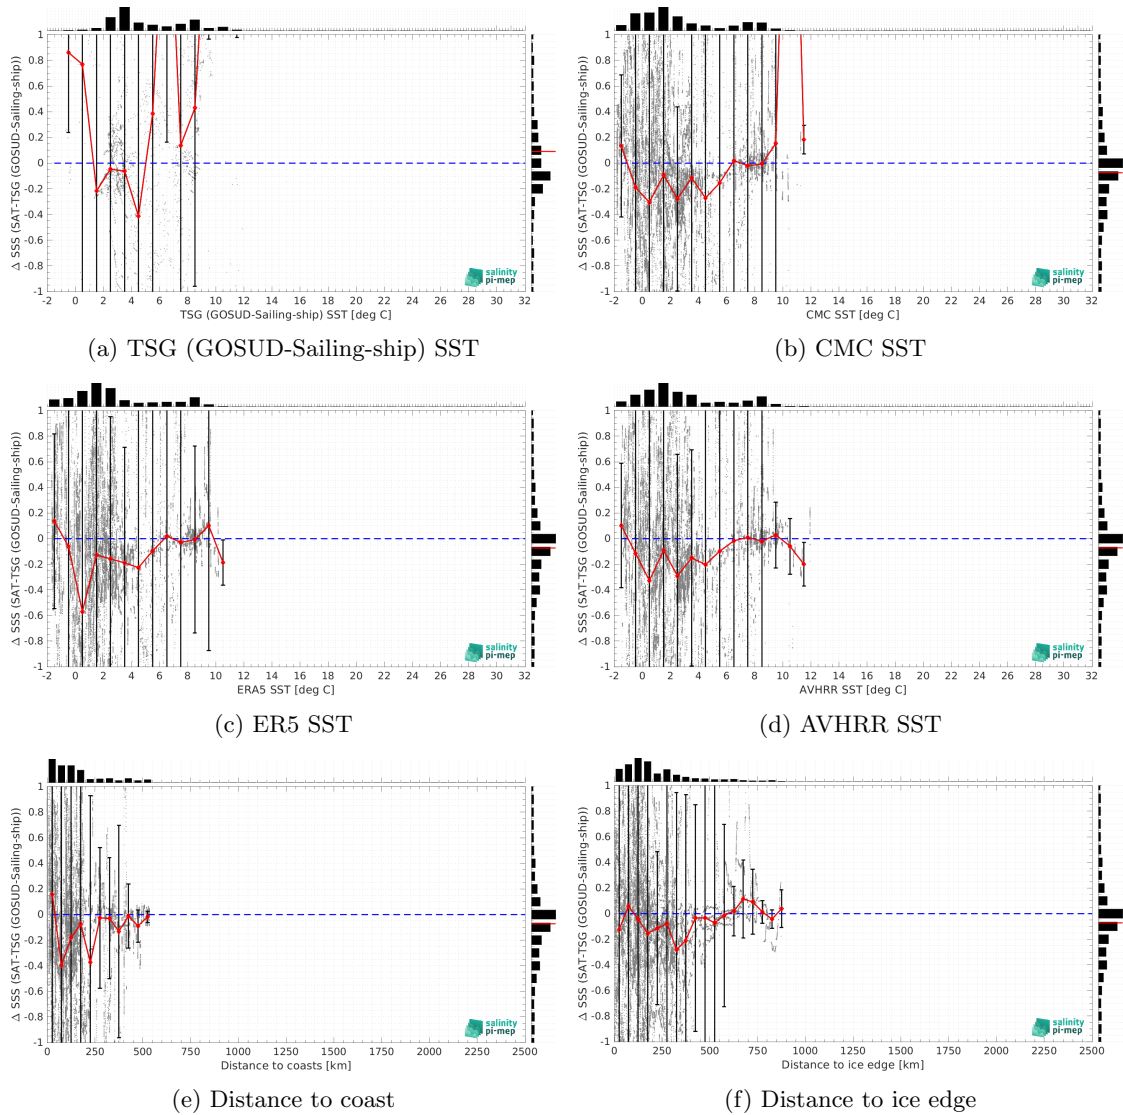 1
0.8
0.6
0.4
0.2
0
-0.2
-0.4
-0.6
-0.8
-1
Δ SSS (SAT-TSG (GOSUD-Sailing-ship))
salinity
pi-mep
-2 0 2 4 6 8 10 12 14 16 18 20 22 24 26 28 30 32
TSG (GOSUD-Sailing-ship) SST [deg C]
(a) TSG (GOSUD-Sailing-ship) SST
1
0.8
0.6
0.4
0.2
0
-0.2
-0.4
-0.6
-0.8
-1
Δ SSS (SAT-TSG (GOSUD-Sailing-ship))
salinity
pi-mep
-2 0 2 4 6 8 10 12 14 16 18 20 22 24 26 28 30 32
CMC SST [deg C]
(b) CMC SST
1
0.8
0.6
0.4
0.2
0
-0.2
-0.4
-0.6
-0.8
-1
Δ SSS (SAT-TSG (GOSUD-Sailing-ship))
salinity
pi-mep
-2 0 2 4 6 8 10 12 14 16 18 20 22 24 26 28 30 32
ERA5 SST [deg C]
(c) ER5 SST
1
0.8
0.6
0.4
0.2
0
-0.2
-0.4
-0.6
-0.8
-1
Δ SSS (SAT-TSG (GOSUD-Sailing-ship))
salinity
pi-mep
-2 0 2 4 6 8 10 12 14 16 18 20 22 24 26 28 30 32
AVHRR SST [deg C]
(d) AVHRR SST
1
0.8
0.6
0.4
0.2
0
-0.2
-0.4
-0.6
-0.8
-1
Δ SSS (SAT-TSG (GOSUD-Sailing-ship))
salinity
pi-mep
0 250 500 750 1000 1250 1500 1750 2000 2250 2500
Distance to coasts [km]
(e) Distance to coast
1
0.8
0.6
0.4
0.2
0
-0.2
-0.4
-0.6
-0.8
-1
Δ SSS (SAT-TSG (GOSUD-Sailing-ship))
salinity
pi-mep
0 250 500 750 1000 1250 1500 1750 2000 2250 2500
Distance to ice edge [km]
(f) Distance to ice edge